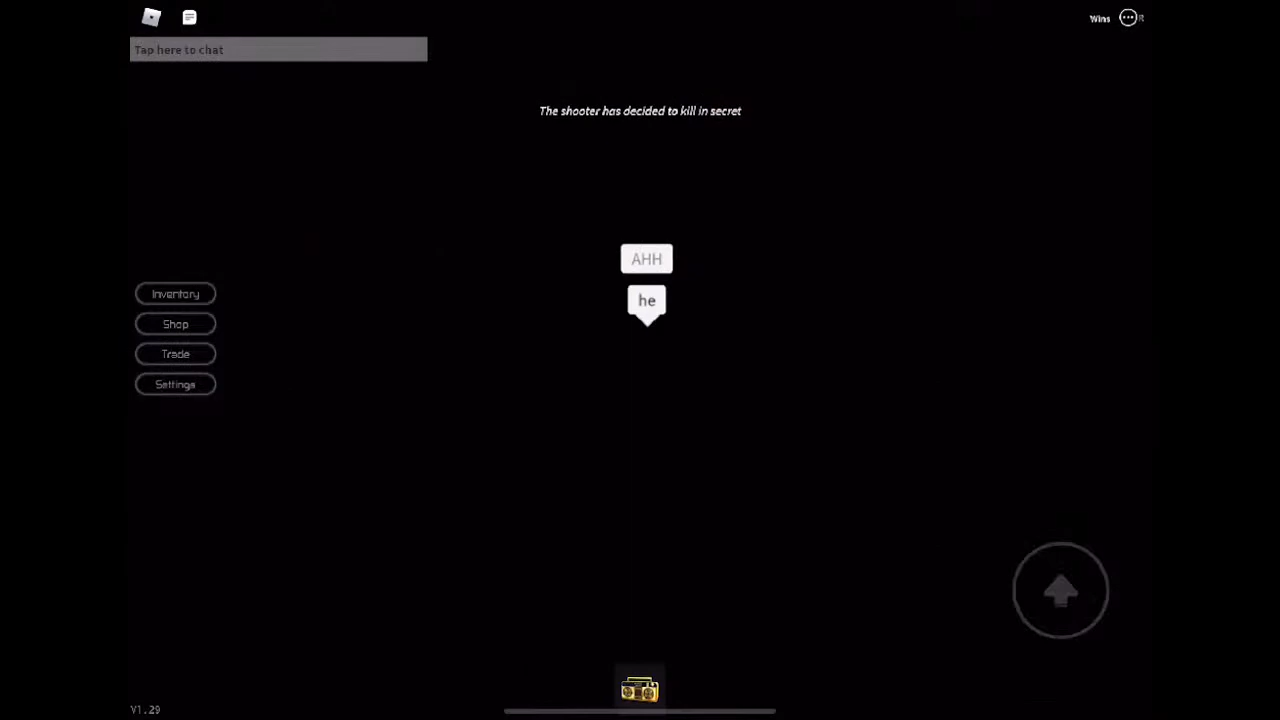 Wins
Tap here to chat
The shooter has decided to kill in secret
AHH
he
Inventory
Shop
Trade
Settings
V1.29